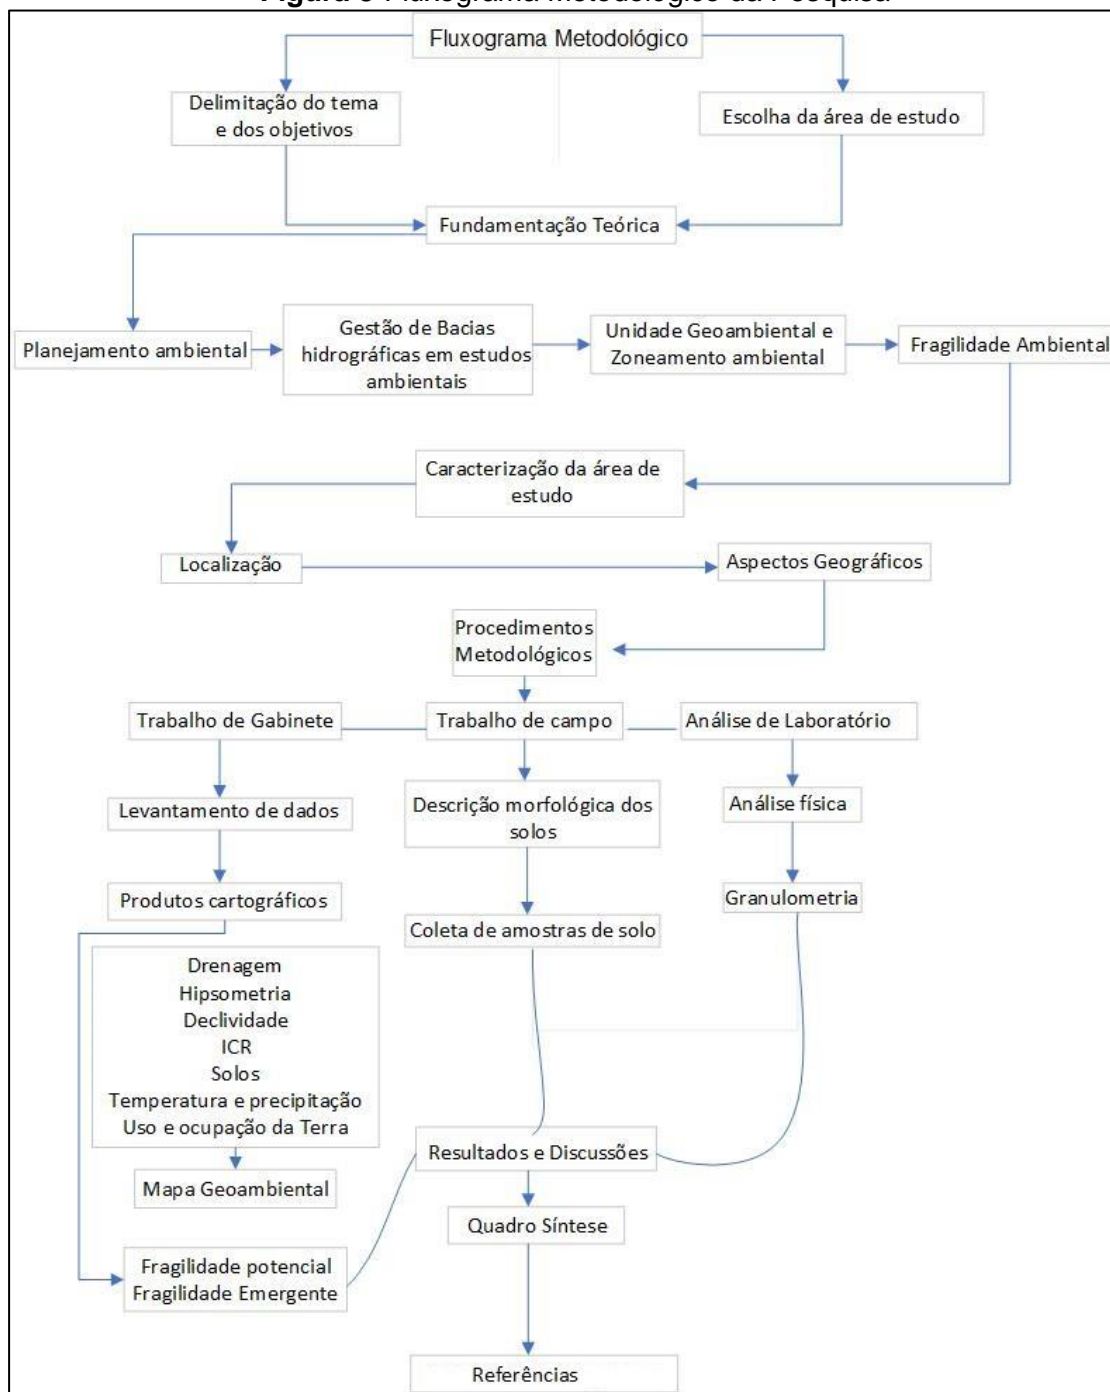 Fluxograma Metodológico
Delimitação do tema
e dos objetivos
Escolha da área de estudo
Fundamentação Teórica
Planejamento ambiental
Gestão de Bacias
hidrográficas em estudos
ambientais
Unidade Geoambiental e
Zoneamento ambiental
Fragilidade Ambiental
Caracterização da área de
estudo
Localização
Aspectos Geográficos
Procedimentos
Metodológicos
Trabalho de Gabinete
Trabalho de campo
Análise de Laboratório
Levantamento de dados
Descrição morfológica dos
solos
Análise física
Produtos cartográficos
Coleta de amostras de solo
Granulometria
Drenagem
Hipsometria
Declividade
ICR
Solos
Temperatura e precipitação
Uso e ocupação da Terra
Mapa Geoambiental
Fragilidade potencial
Fragilidade Emergente
Resultados e Discussões
Quadro Síntese
Referências